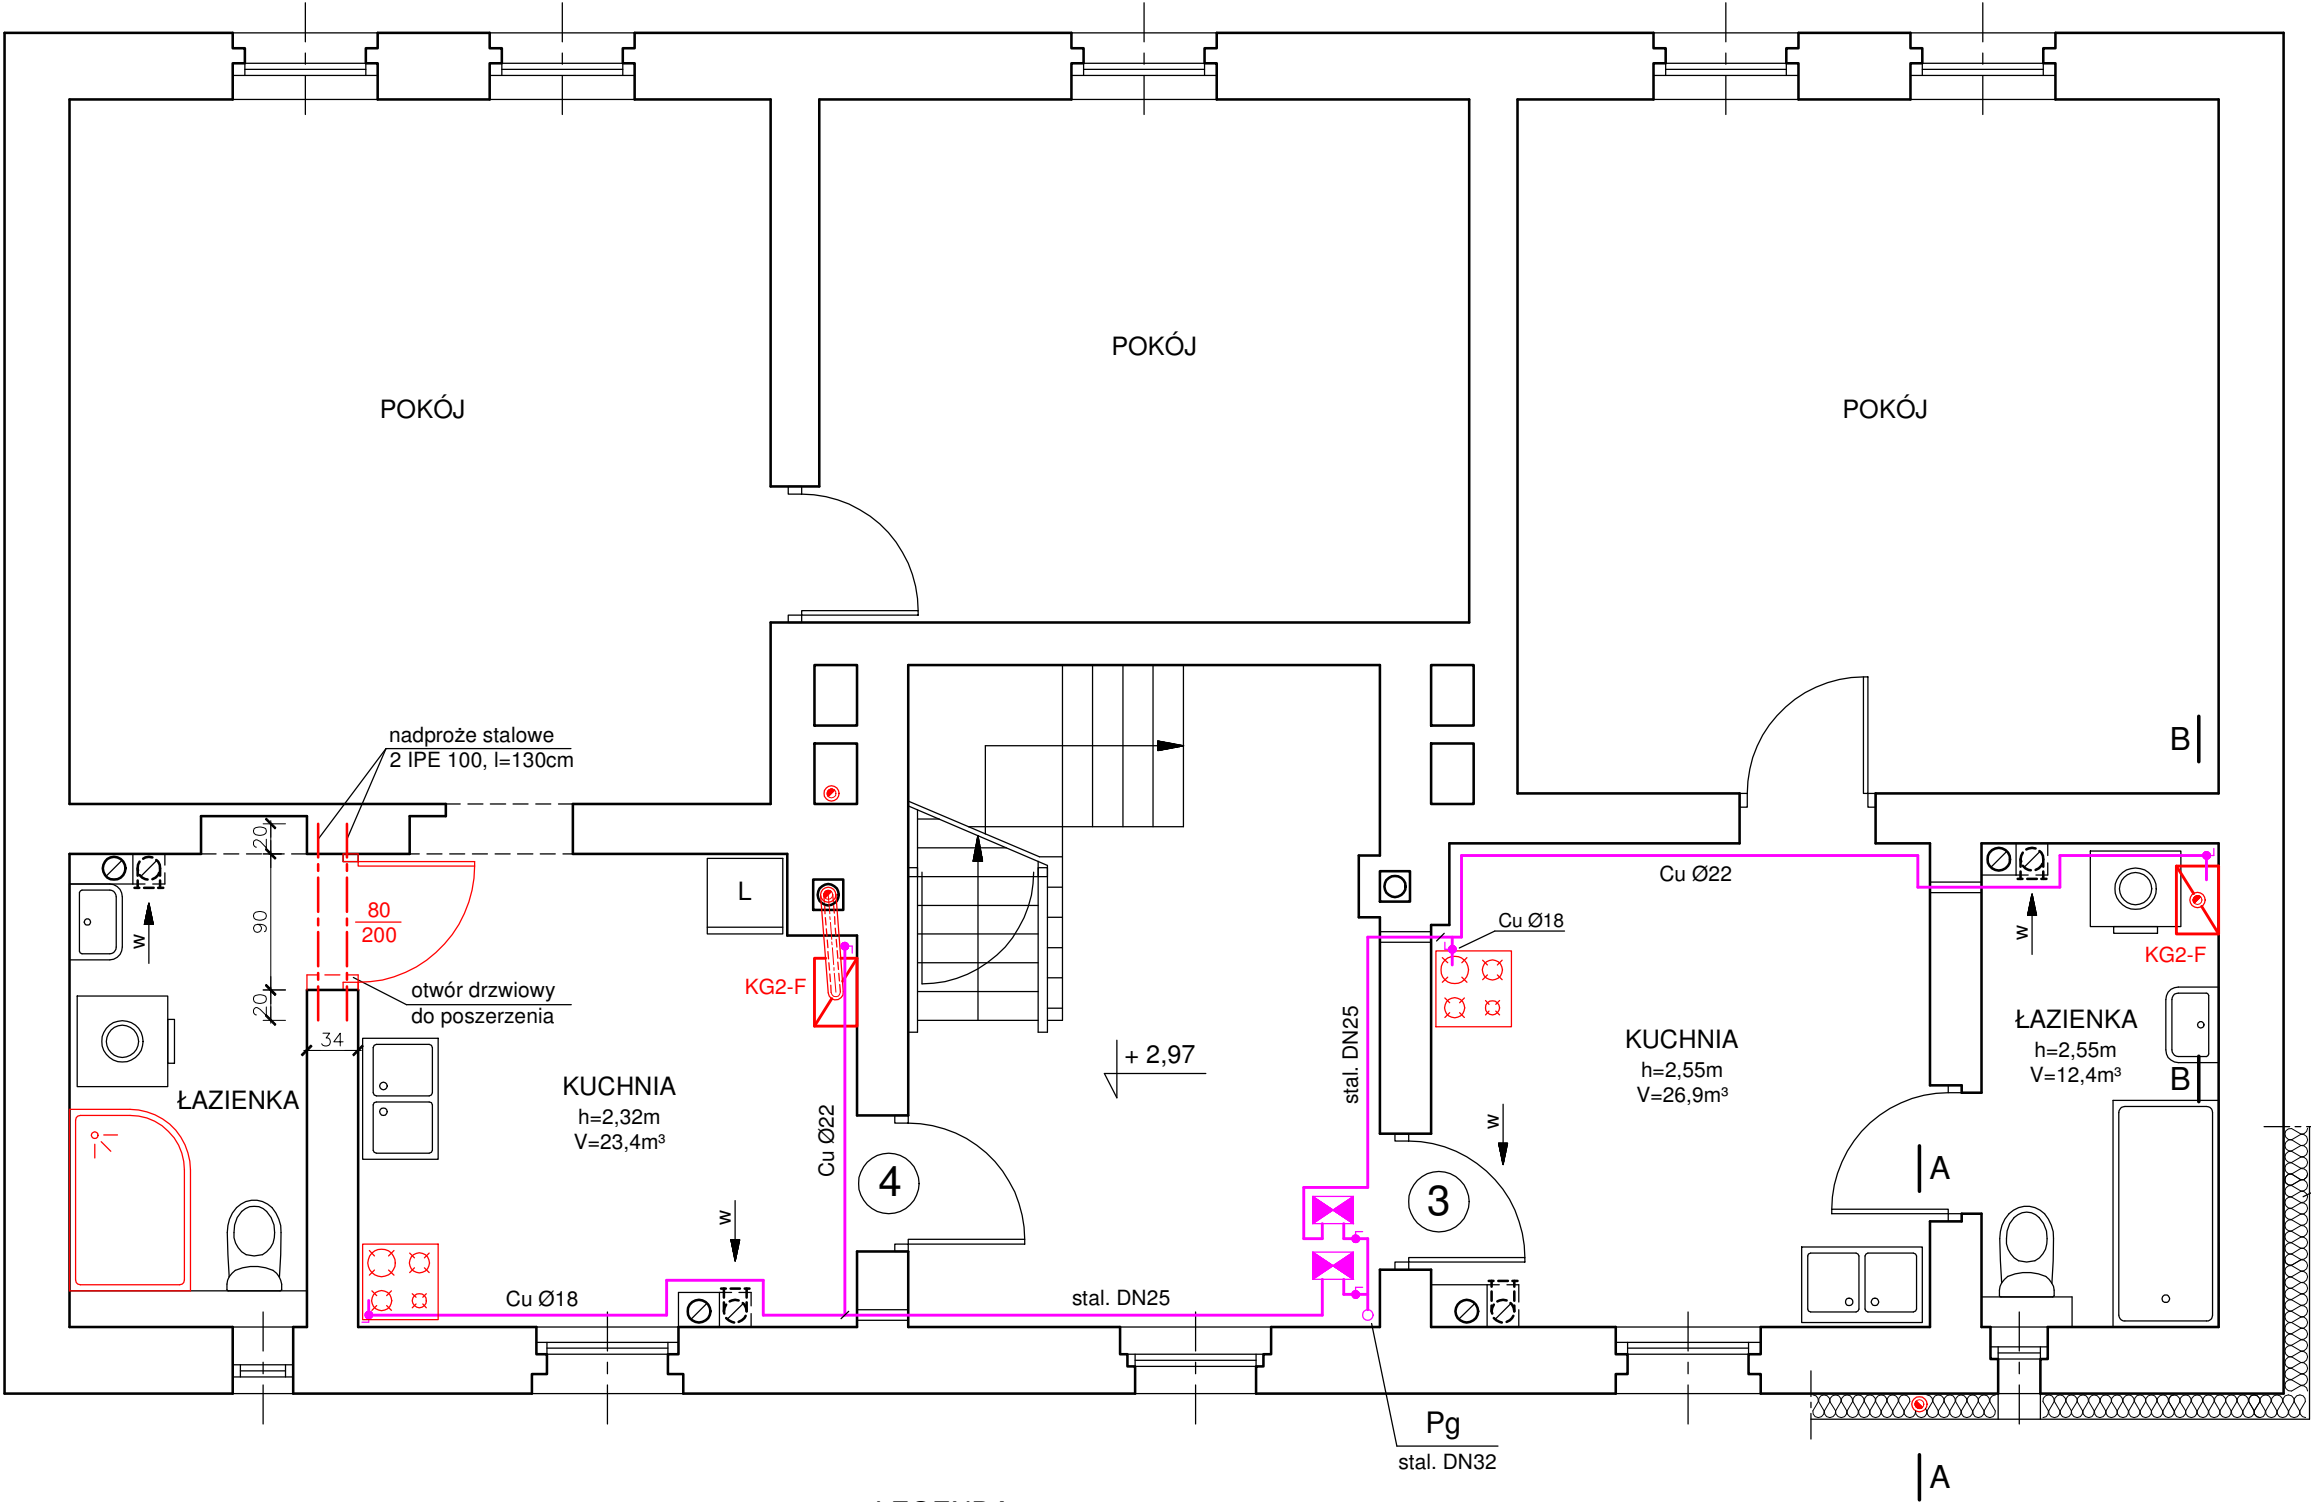 POKÓJ
POKÓJ
POKÓJ
nadproże stalowe
2 IPE 100, l=130cm
B
20
90
20
34
80
200
otwór drzwiowy
do poszerzenia
L
KG2-F
w
ŁAZIENKA
KUCHNIA
h=2,32m
V=23,4m³
Cu Ø22
w
Cu Ø18
4
+ 2,97
stal. DN25
stal. DN25
3
Cu Ø22
Cu Ø18
KUCHNIA
h=2,55m
V=26,9m³
w
w
KG2-F
ŁAZIENKA
h=2,55m
V=12,4m³
B
A
Pg
stal. DN32
A